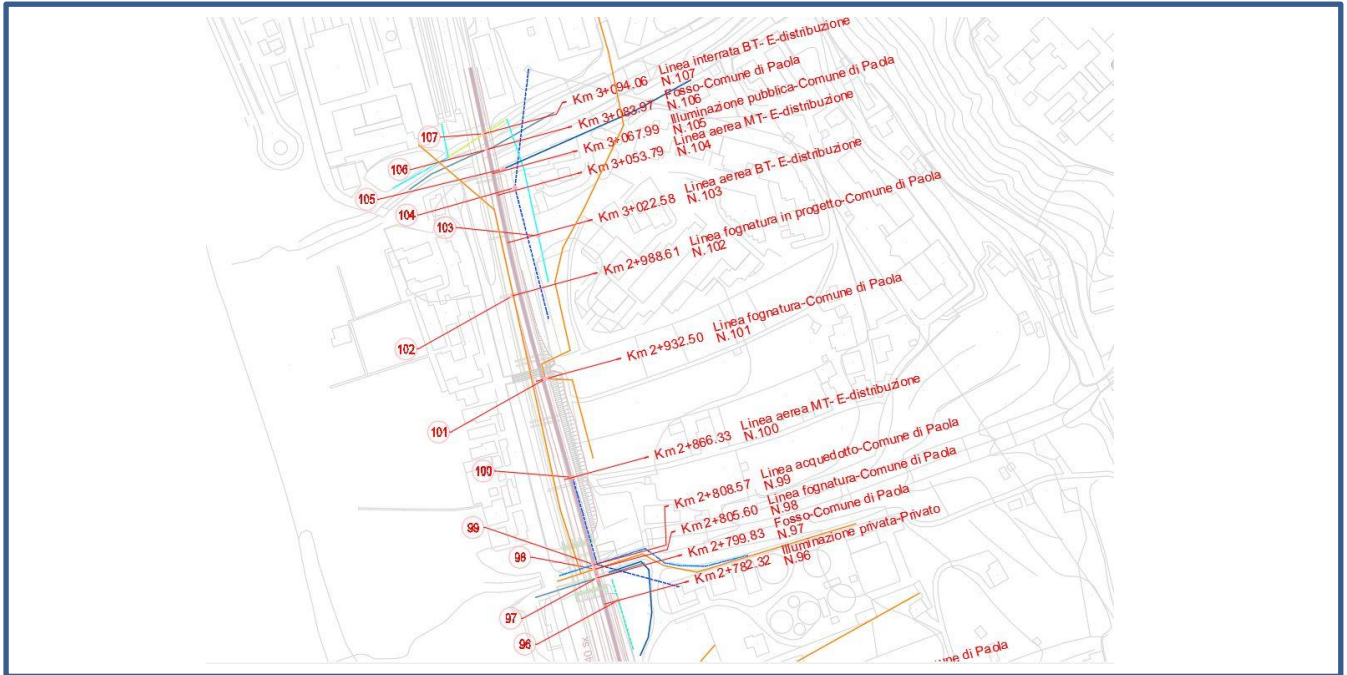 Km 3+094.06 Linea interrata BT- E-distribuzione
N.107
Km 3+083.97 Fosso-Comune di Paola
N.106
Km 3+067.99 Illuminazione pubblica-Comune di Paola
N.105
Km 3+053.79 Linea aerea MT- E-distribuzione
N.104
Km 3+022.58 Linea aerea BT- E-distribuzione
N.103
Km 2+988.61 Linea fognatura in progetto-Comune di Paola
N.102
Km 2+932.50 Linea fognatura-Comune di Paola
N.101
Km 2+866.33 Linea aerea MT- E-distribuzione
N.100
Km 2+808.57 Linea acquedotto-Comune di Paola
N.99
Km 2+805.60 Linea fognatura-Comune di Paola
N.98
Km 2+799.83 Fosso-Comune di Paola
N.97
Km 2+782.32 Illuminazione privata-Privato
N.96
107
106
105
104
103
102
101
100
99
98
97
96
di Paola